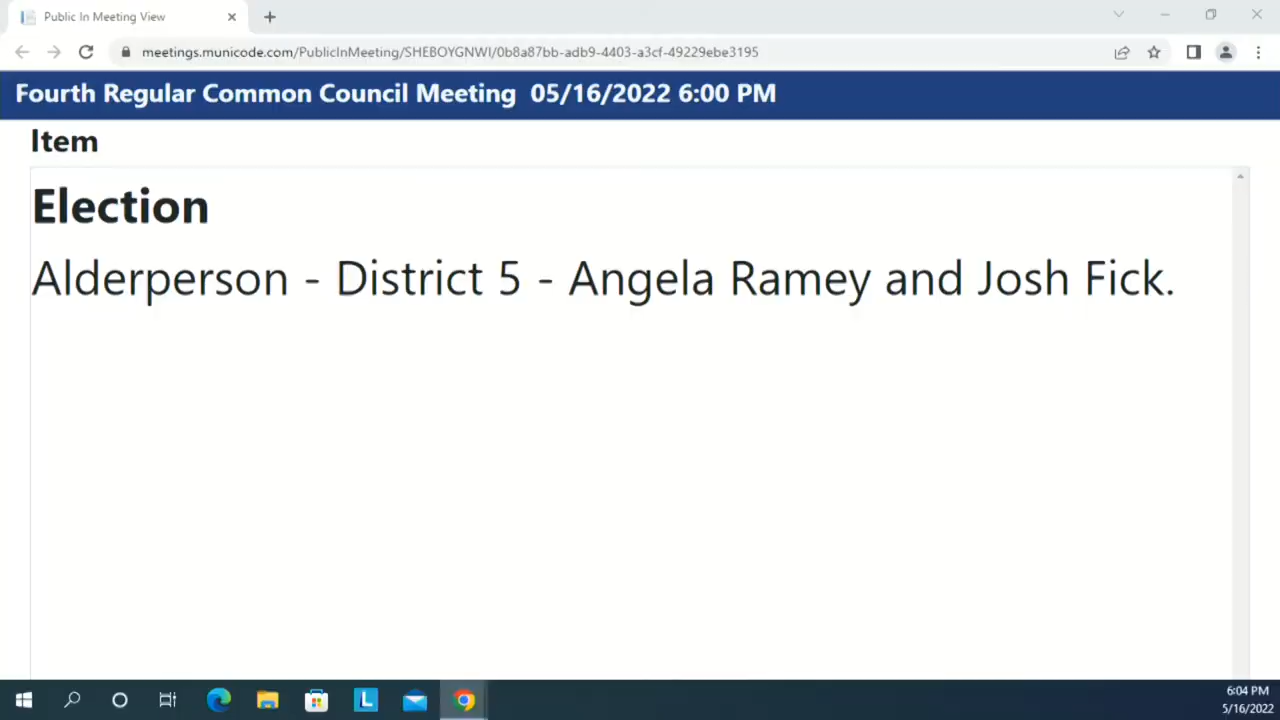 Public In Meeting View
meetings.municode.com/PublicInMeeting/SHEBOYGNWI/0b8a87bb-adb9-4403-a3cf-49229ebe3195
Fourth Regular Common Council Meeting 05/16/2022 6:00 PM
Item
Election
Alderperson - District 5 - Angela Ramey and Josh Fick.
L
6:04 PM
5/16/2022